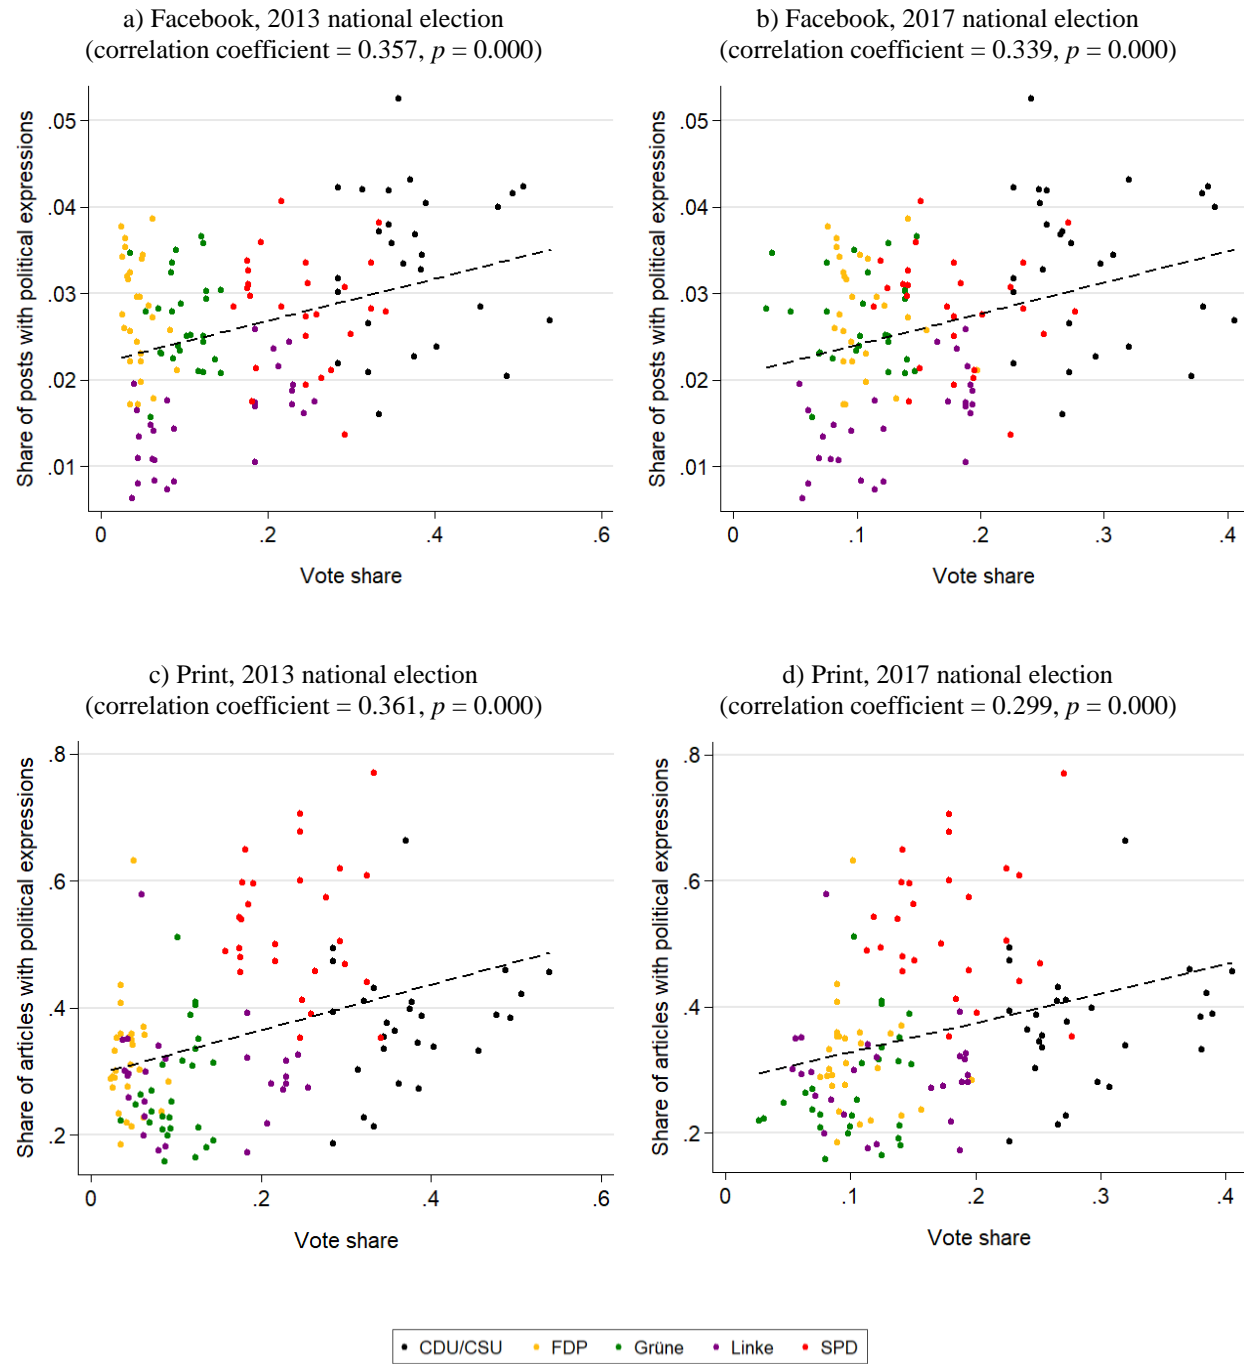 a) Facebook, 2013 national election
(correlation coefficient = 0.357, p = 0.000)
Share of posts with political expressions
.05
.04
.03
.02
.01
0 .2 .4 .6
Vote share
b) Facebook, 2017 national election
(correlation coefficient = 0.339, p = 0.000)
Share of posts with political expressions
.05
.04
.03
.02
.01
0 .1 .2 .3 .4
Vote share
c) Print, 2013 national election
(correlation coefficient = 0.361, p = 0.000)
Share of articles with political expressions
.8
.6
.4
.2
0 .2 .4 .6
Vote share
d) Print, 2017 national election
(correlation coefficient = 0.299, p = 0.000)
Share of articles with political expressions
.8
.6
.4
.2
0 .1 .2 .3 .4
Vote share
CDU/CSU FDP Grüne Linke SPD